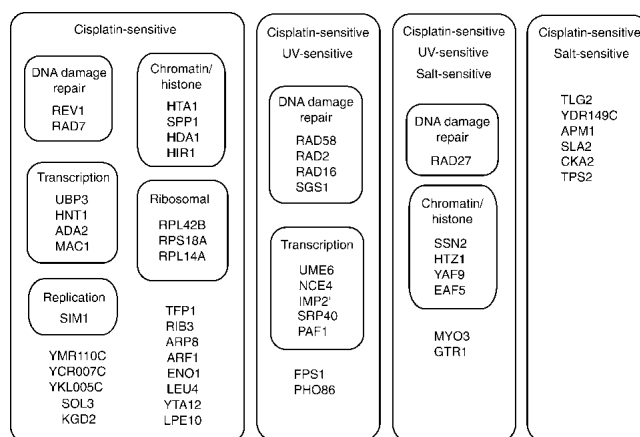 Cisplatin-sensitive
DNA damage
repair
REV1
RAD7
Transcription
UBP3
HNT1
ADA2
MAC1
Replication
SIM1
YMR110C
YCR007C
YKL005C
SOL3
KGD2
Chromatin/
histone
HTA1
SPP1
HDA1
HIR1
Ribosomal
RPL42B
RPS18A
RPL14A
TFP1
RIB3
ARP8
ARF1
ENO1
LEU4
YTA12
LPE10
Cisplatin-sensitive
UV-sensitive
DNA damage
repair
RAD58
RAD2
RAD16
SGS1
Transcription
UME6
NCE4
IMP2'
SRP40
PAF1
FPS1
PHO86
Cisplatin-sensitive
UV-sensitive
Salt-sensitive
DNA damage
repair
RAD27
Chromatin/
histone
SSN2
HTZ1
YAF9
EAF5
MYO3
GTR1
Cisplatin-sensitive
Salt-sensitive
TLG2
YDR149C
APM1
SLA2
CKA2
TPS2